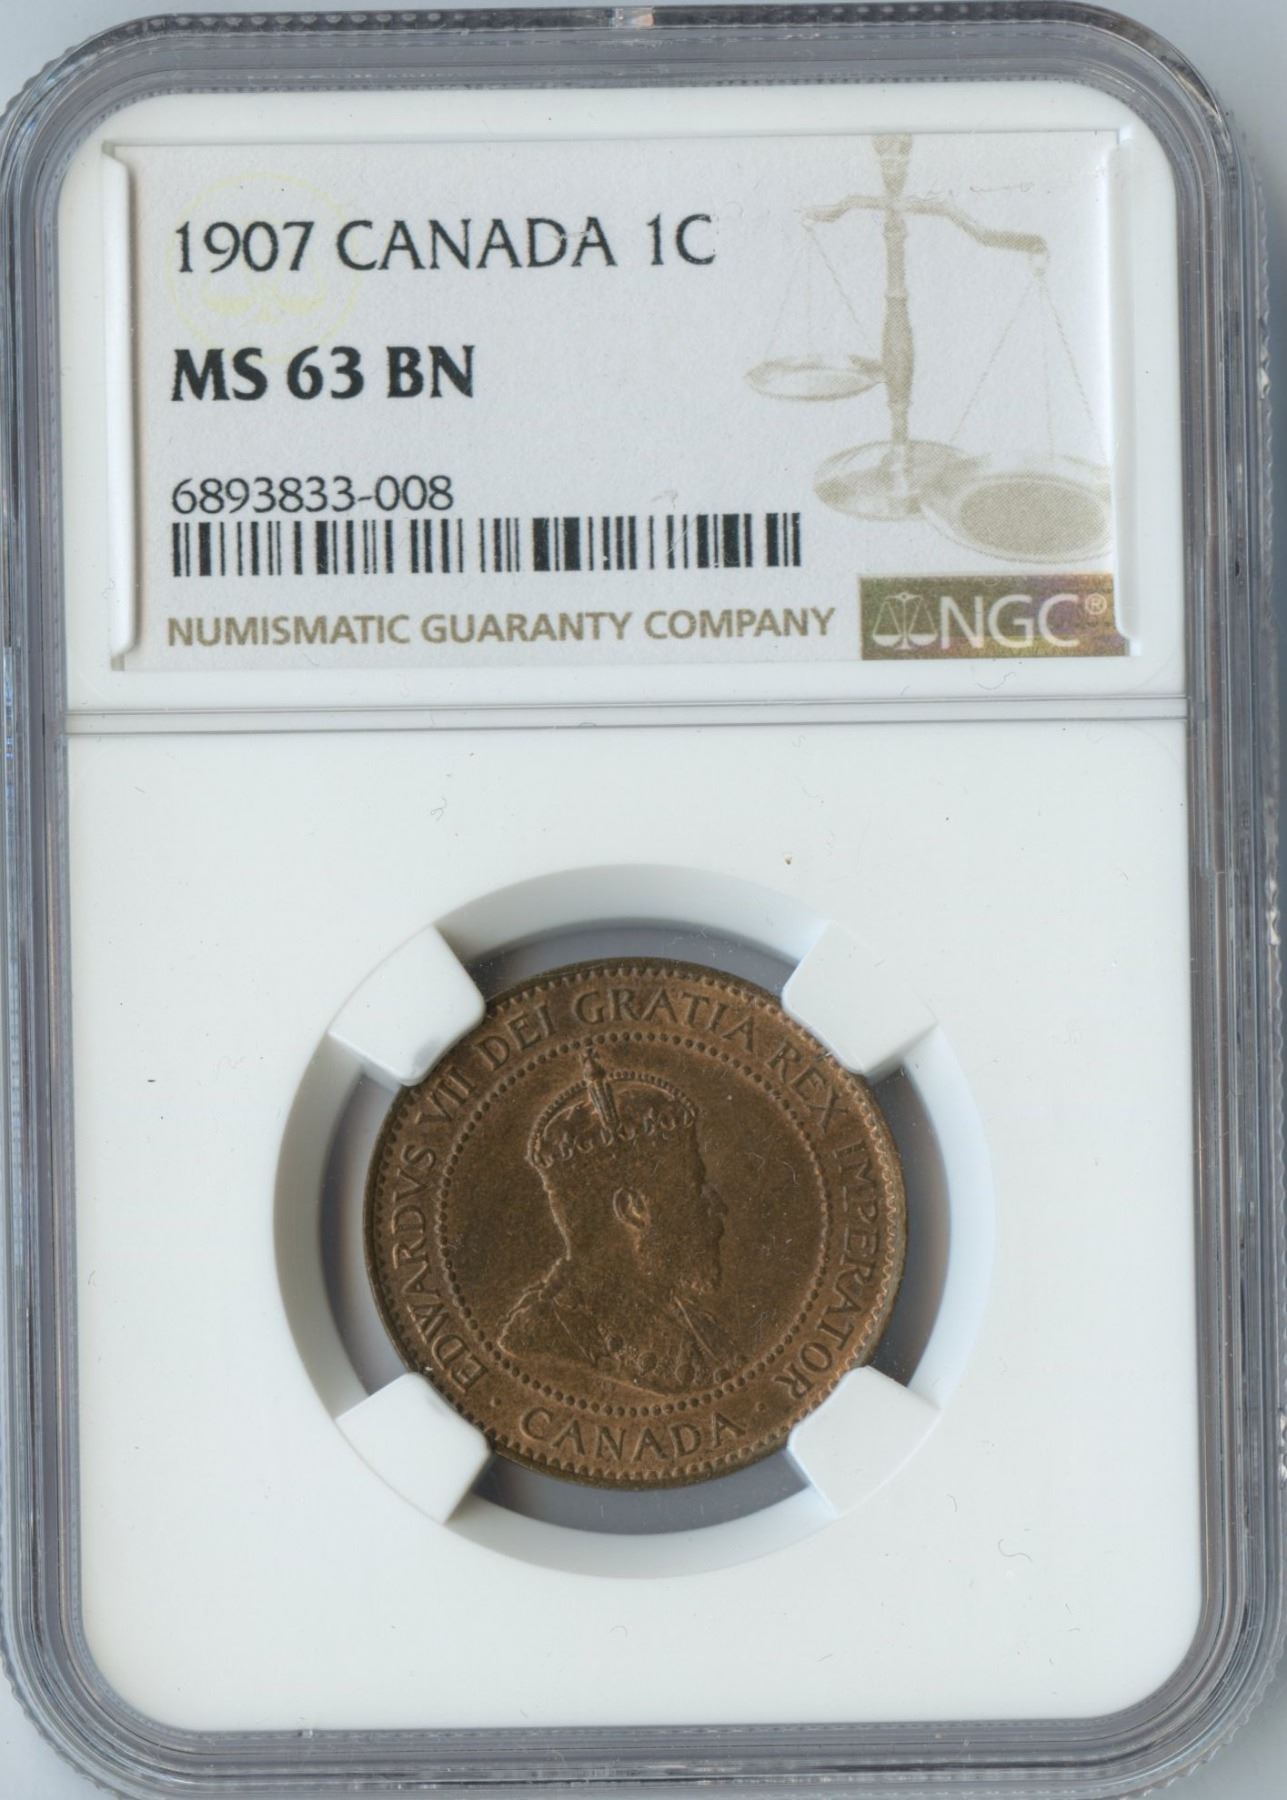 1907 CANADA 1C
MS 63 BN
6893833-008
NUMISMATIC GUARANTY COMPANY
NGC®
EDWARDVS VII DEI GRATIA REX IMPERATOR
· CANADA ·